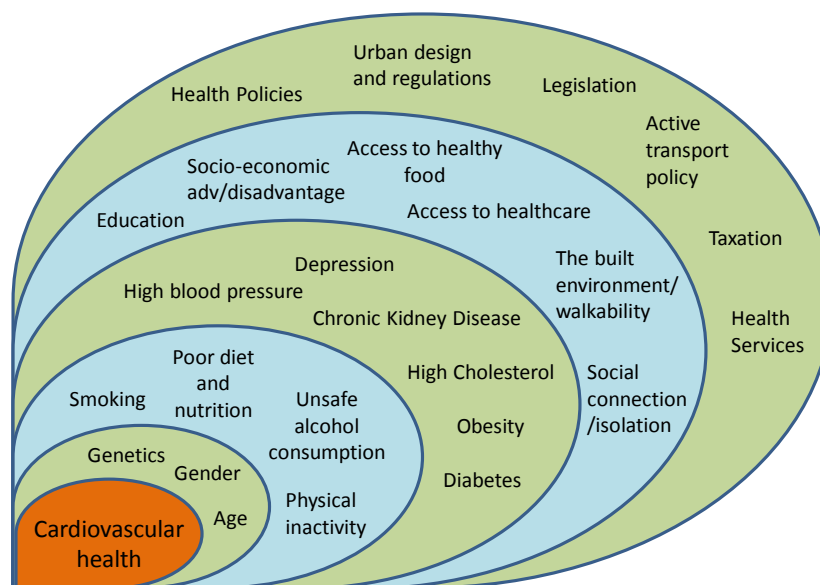 Urban design
and regulations
Health Policies
Legislation
Active
transport
policy
Taxation
Health
Services
Socio-economic
adv/disadvantage
Access to healthy
food
Education
Access to healthcare
The built
environment/
walkability
Social
connection
/isolation
Depression
High blood pressure
Chronic Kidney Disease
High Cholesterol
Obesity
Diabetes
Smoking
Poor diet
and
nutrition
Unsafe
alcohol
consumption
Physical
inactivity
Genetics
Gender
Age
Cardiovascular
health